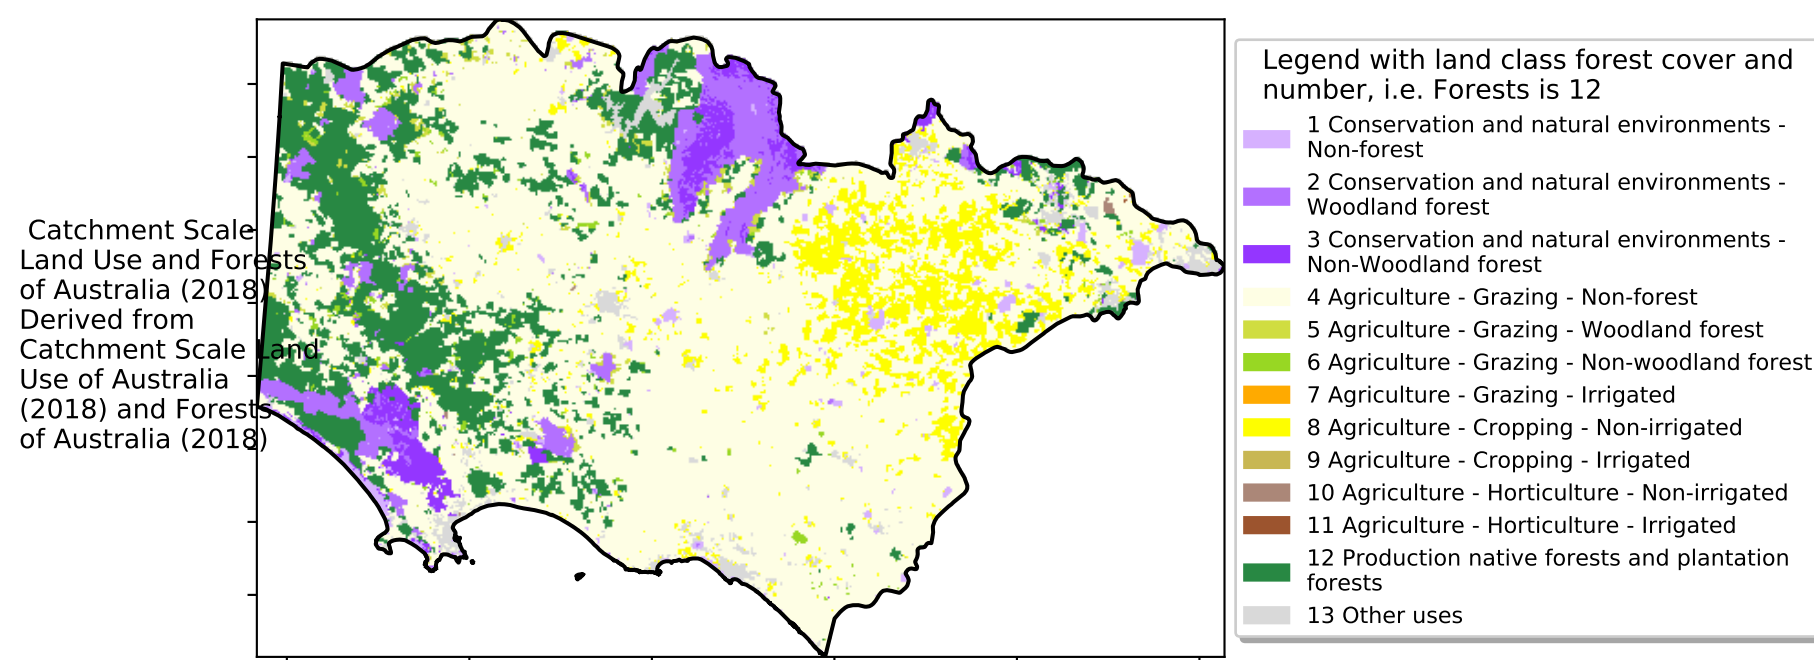 Catchment Scale
Land Use and Forests
of Australia (2018)
Derived from
Catchment Scale Land
Use of Australia
(2018) and Forests
of Australia (2018)
Legend with land class forest cover and
number, i.e. Forests is 12
1 Conservation and natural environments -
Non-forest
2 Conservation and natural environments -
Woodland forest
3 Conservation and natural environments -
Non-Woodland forest
4 Agriculture - Grazing - Non-forest
5 Agriculture - Grazing - Woodland forest
6 Agriculture - Grazing - Non-woodland forest
7 Agriculture - Grazing - Irrigated
8 Agriculture - Cropping - Non-irrigated
9 Agriculture - Cropping - Irrigated
10 Agriculture - Horticulture - Non-irrigated
11 Agriculture - Horticulture - Irrigated
12 Production native forests and plantation
forests
13 Other uses